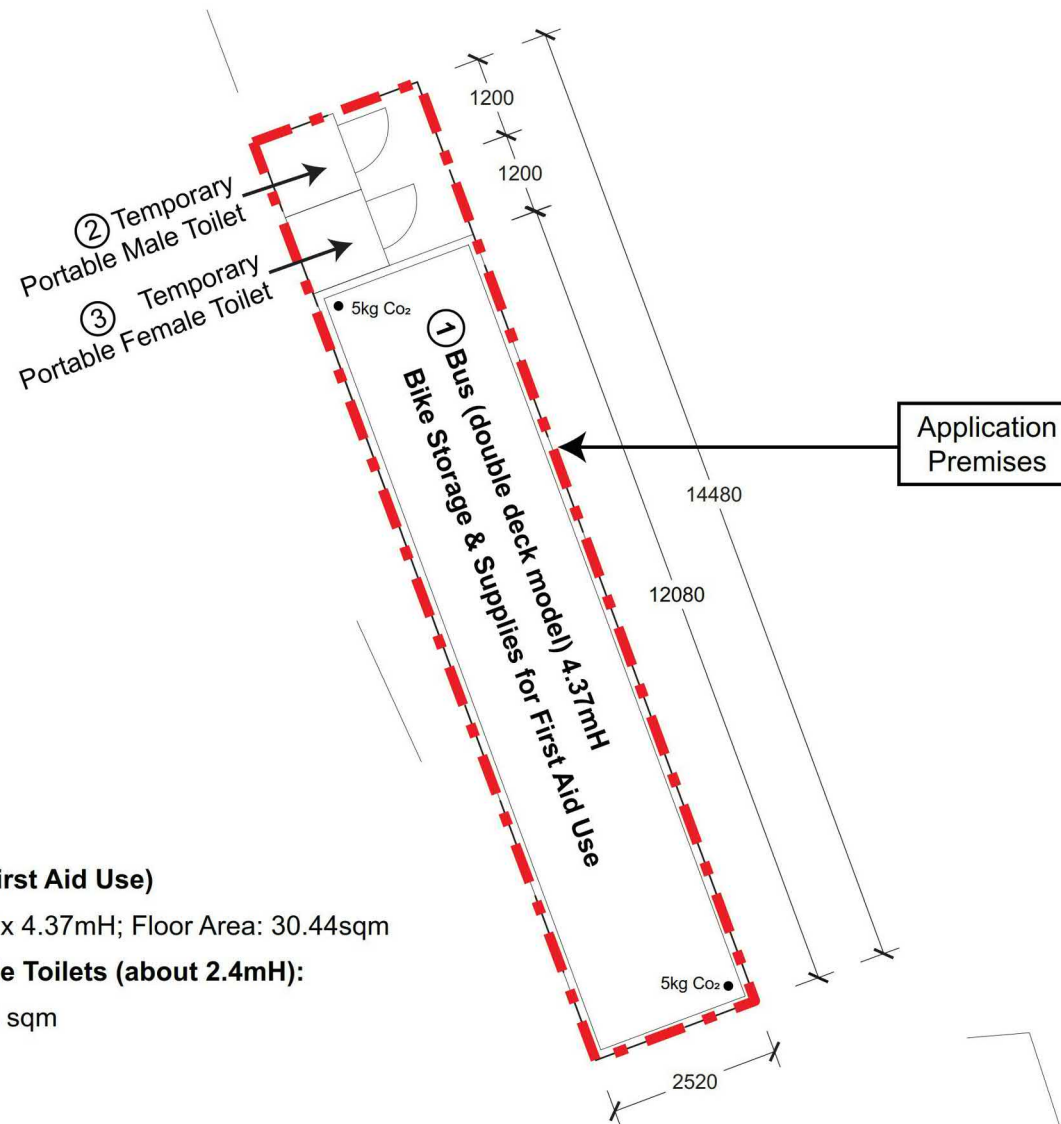 1200
1200
② Temporary
Portable Male Toilet
③ Temporary
Portable Female Toilet
5kg Co₂
① Bus (double deck model) 4.37mH
Bike Storage & Supplies for First Aid Use
Application
Premises
14480
12080
irst Aid Use)
x 4.37mH; Floor Area: 30.44sqm
e Toilets (about 2.4mH):
sqm
5kg Co₂
2520